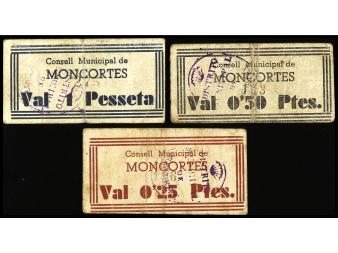 Consell Municipal de
MONCORTES
Val Pesseta
Consell Municipal de
MONCORTES
Val 0'50 Ptes.
Consell Municipal de
MONCORTES
Val 0'25 Ptes.